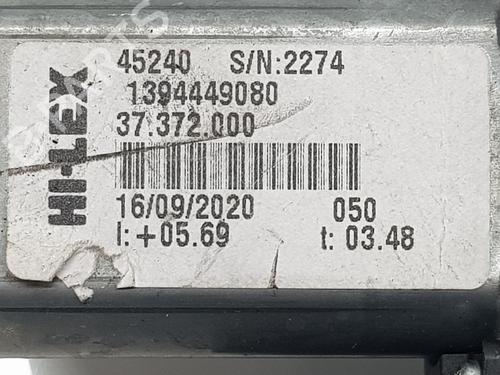 HI-LEX
45240 S/N:2274
1394449080
37.372.000
16/09/2020 050
I:+05.69 t: 03.48